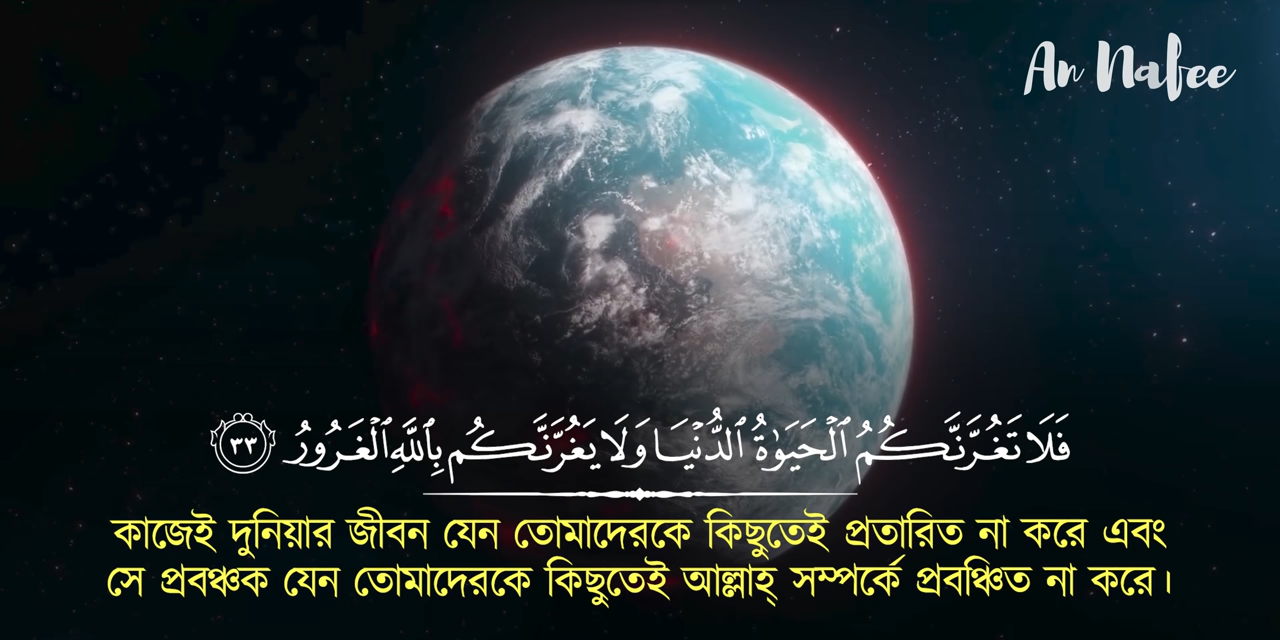 An Nabee
فَلَا تَغُرَّنَّكُمُ ٱلْحَيَوٰةُ ٱلدُّنْيَا وَلَا يَغُرَّنَّكُم بِٱللَّهِ ٱلْغَرُورُ ٣٣
কাজেই দুনিয়ার জীবন যেন তোমাদেরকে কিছুতেই প্রতারিত না করে এবং
সে প্রবঞ্চক যেন তোমাদেরকে কিছুতেই আল্লাহ্ সম্পর্কে প্রবঞ্চিত না করে।